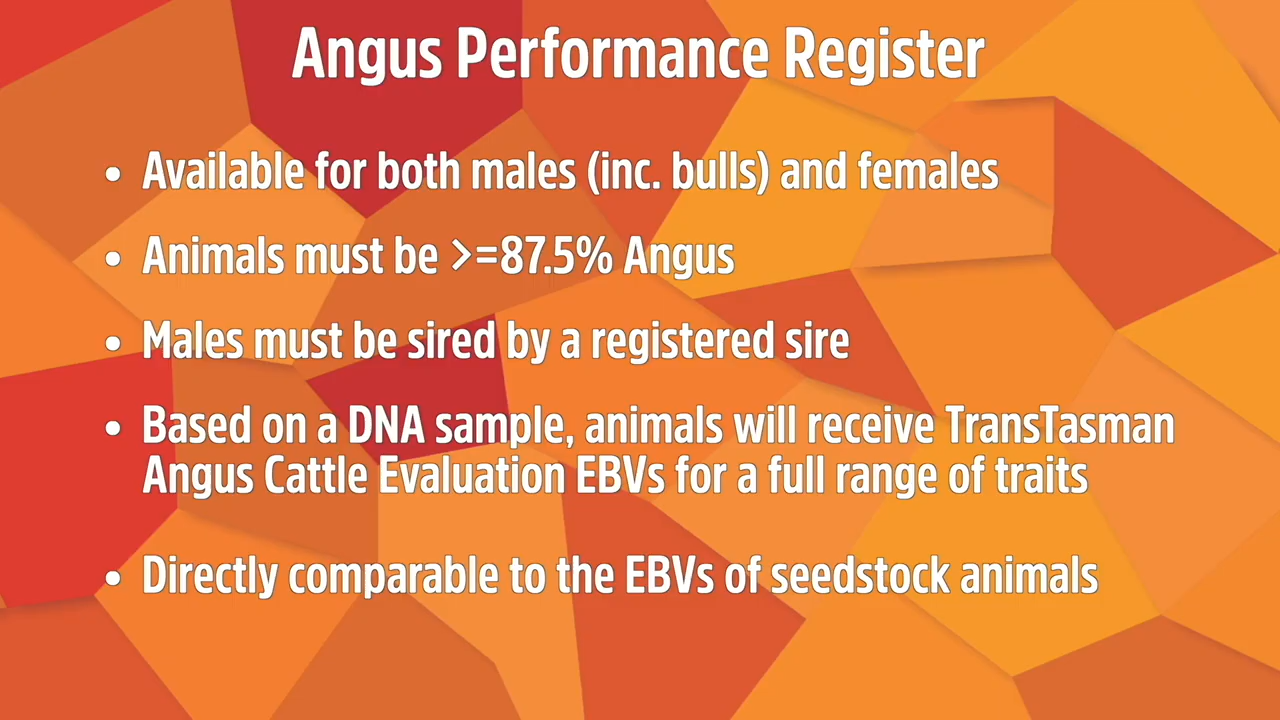 Angus Performance Register
• Available for both males (inc. bulls) and females
• Animals must be >=87.5% Angus
• Males must be sired by a registered sire
• Based on a DNA sample, animals will receive TransTasman
Angus Cattle Evaluation EBVs for a full range of traits
• Directly comparable to the EBVs of seedstock animals